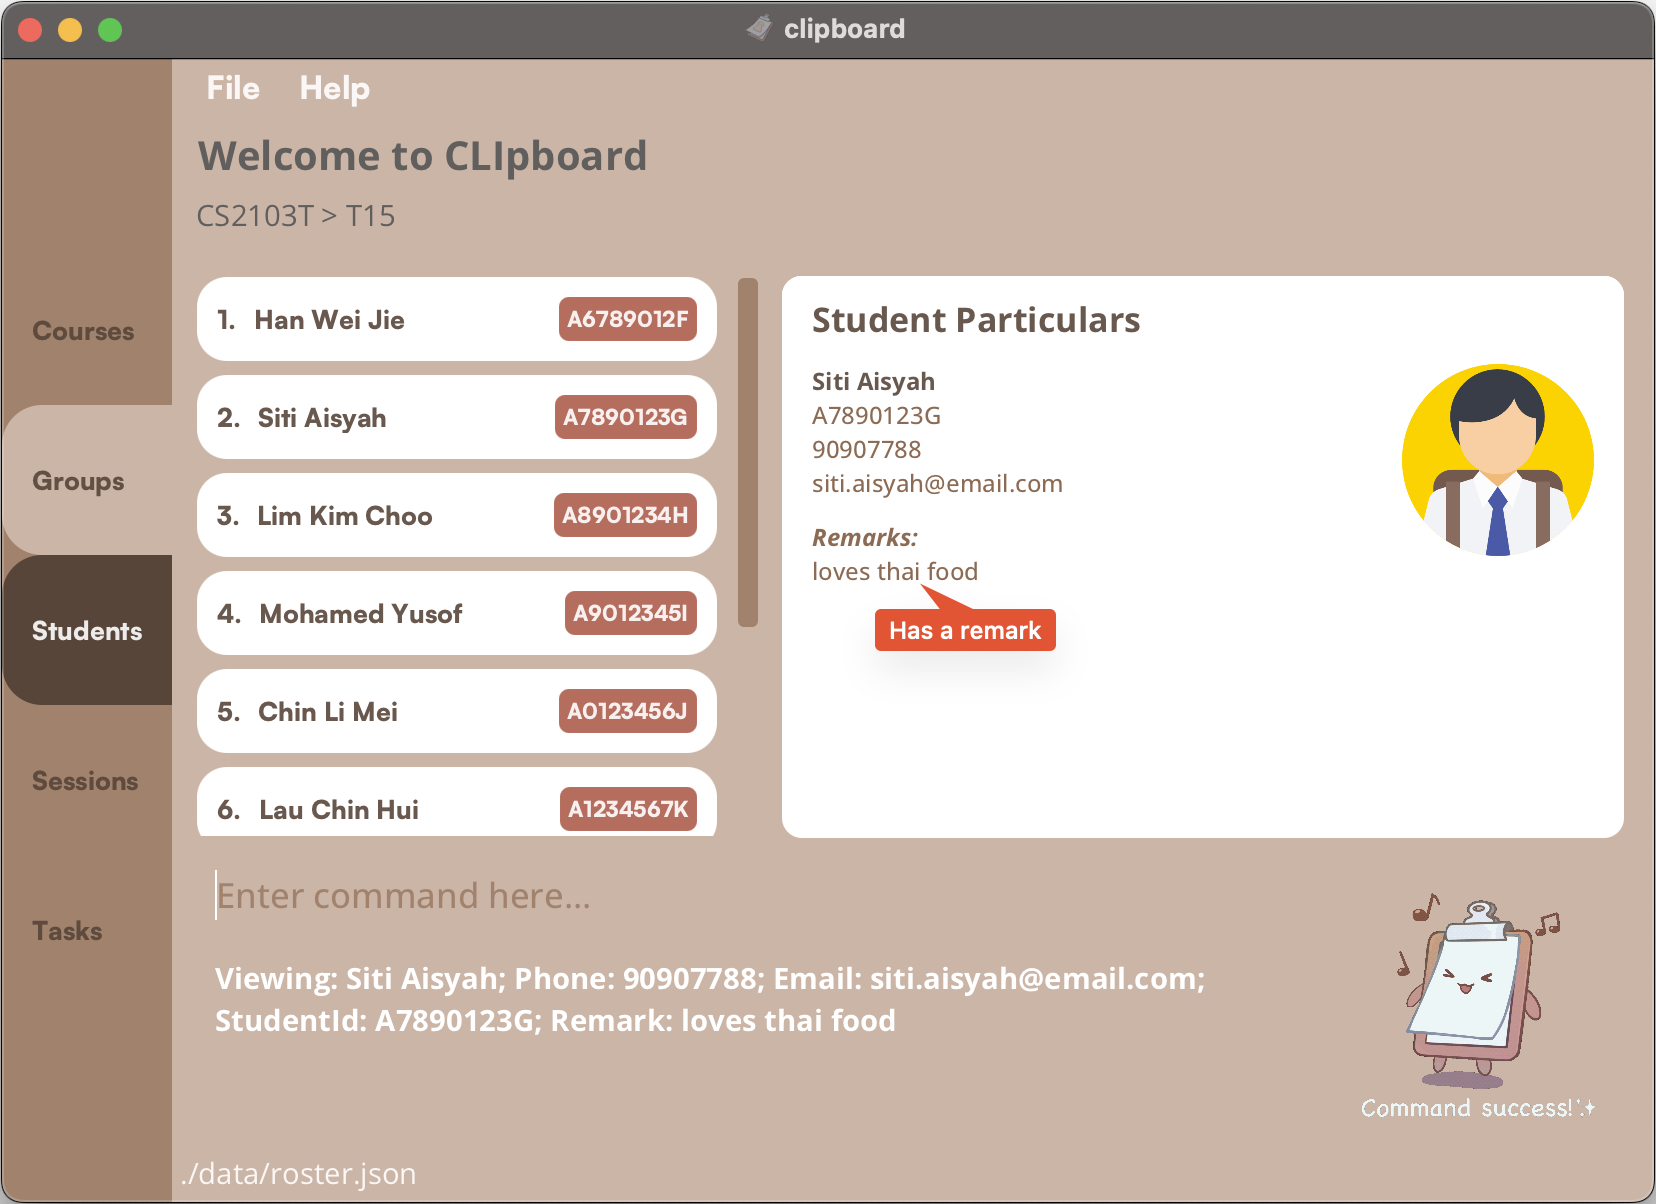 clipboard
File Help
Welcome to CLIpboard
CS2103T > T15
Courses
Groups
Students
Sessions
Tasks
1. Han Wei Jie A6789012F
2. Siti Aisyah A7890123G
3. Lim Kim Choo A8901234H
4. Mohamed Yusof A9012345I
5. Chin Li Mei A0123456J
6. Lau Chin Hui A1234567K
Student Particulars
Siti Aisyah
A7890123G
90907788
siti.aisyah@email.com
Remarks:
loves thai food
Has a remark
Enter command here...
Viewing: Siti Aisyah; Phone: 90907788; Email: siti.aisyah@email.com;
StudentId: A7890123G; Remark: loves thai food
Command success!
./data/roster.json